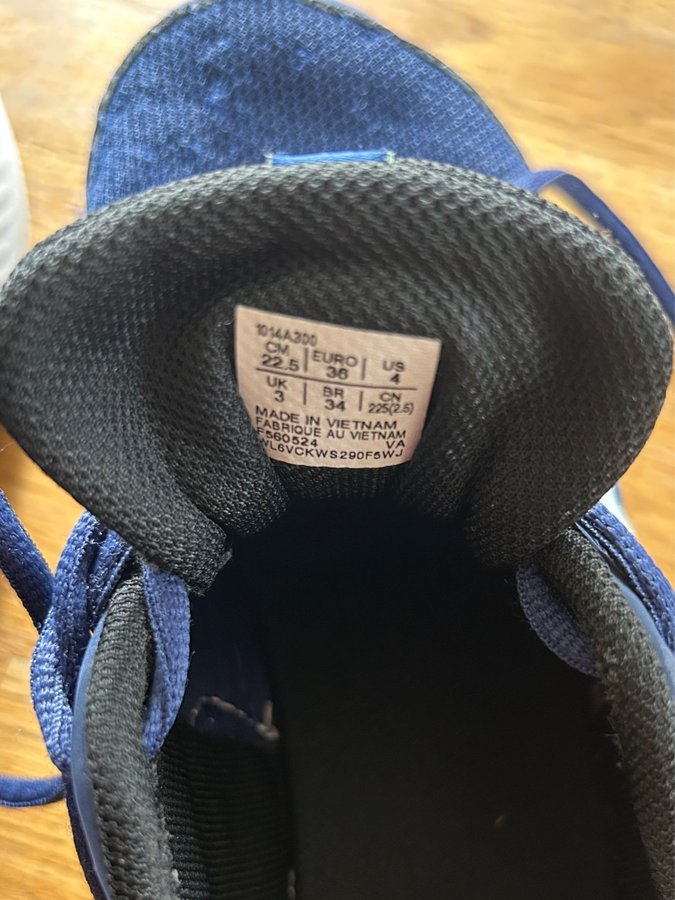 1014A300
CM | EURO | US
22.5 | 36 | 4
UK | BR | CN
3 | 34 | 225(2.5)
MADE IN VIETNAM
FABRIQUE AU VIETNAM
F560524 VA
VL6VCKWS290F5WJ